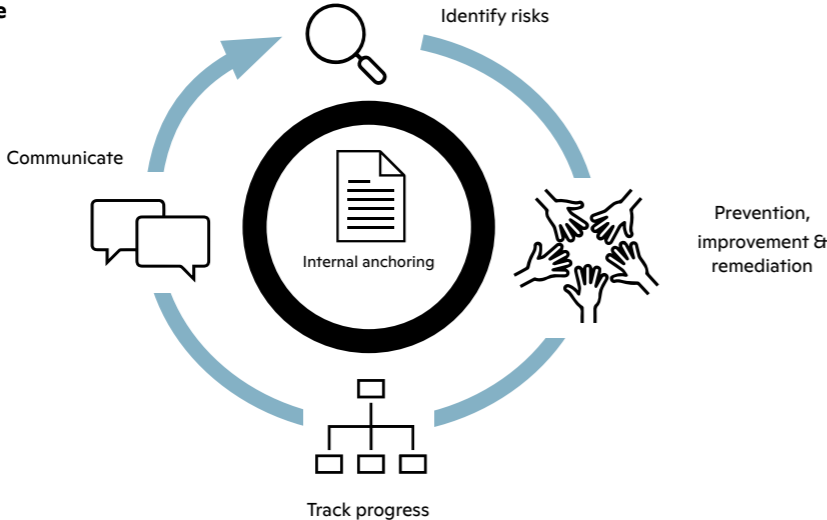 e
Identify risks
Communicate
Prevention,
improvement &
remediation
Internal anchoring
Track progress